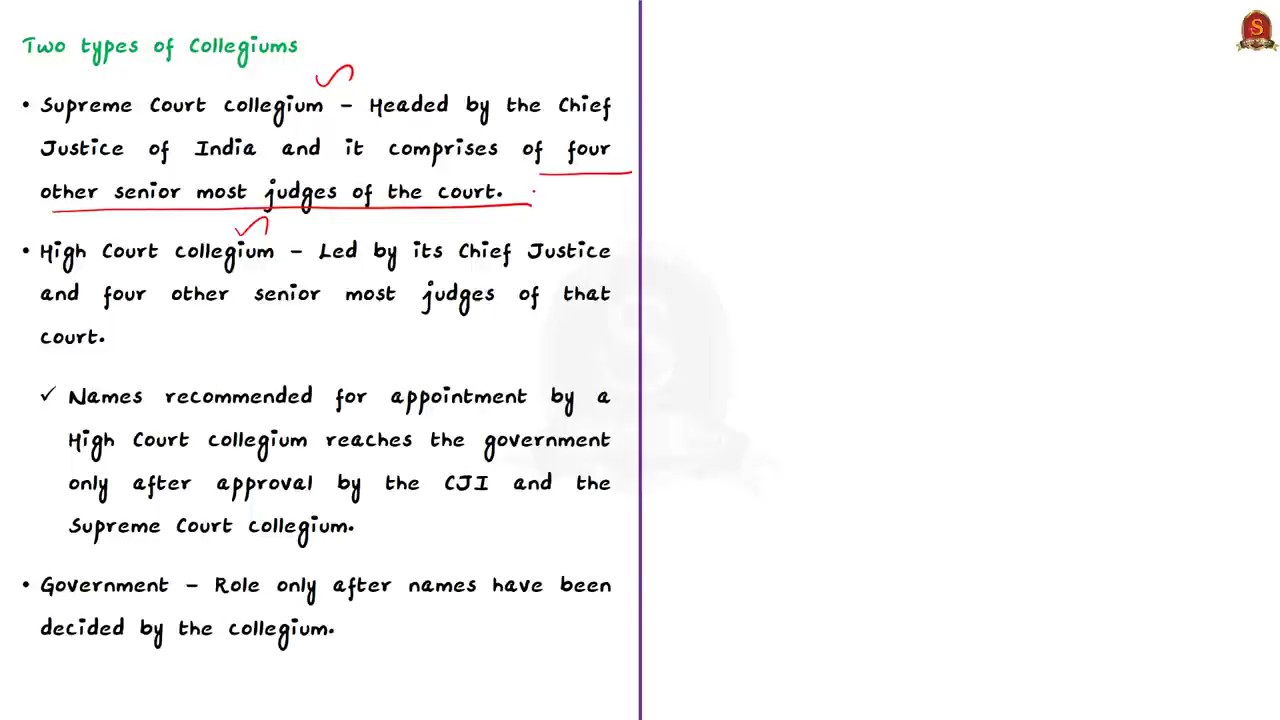 Two types of Collegiums
• Supreme Court collegium – Headed by the Chief
Justice of India and it comprises of four
other senior most judges of the court.
• High Court collegium – Led by its Chief Justice
and four other senior most judges of that
court.
✓ Names recommended for appointment by a
High Court collegium reaches the government
only after approval by the CJI and the
Supreme Court collegium.
• Government – Role only after names have been
decided by the collegium.
S